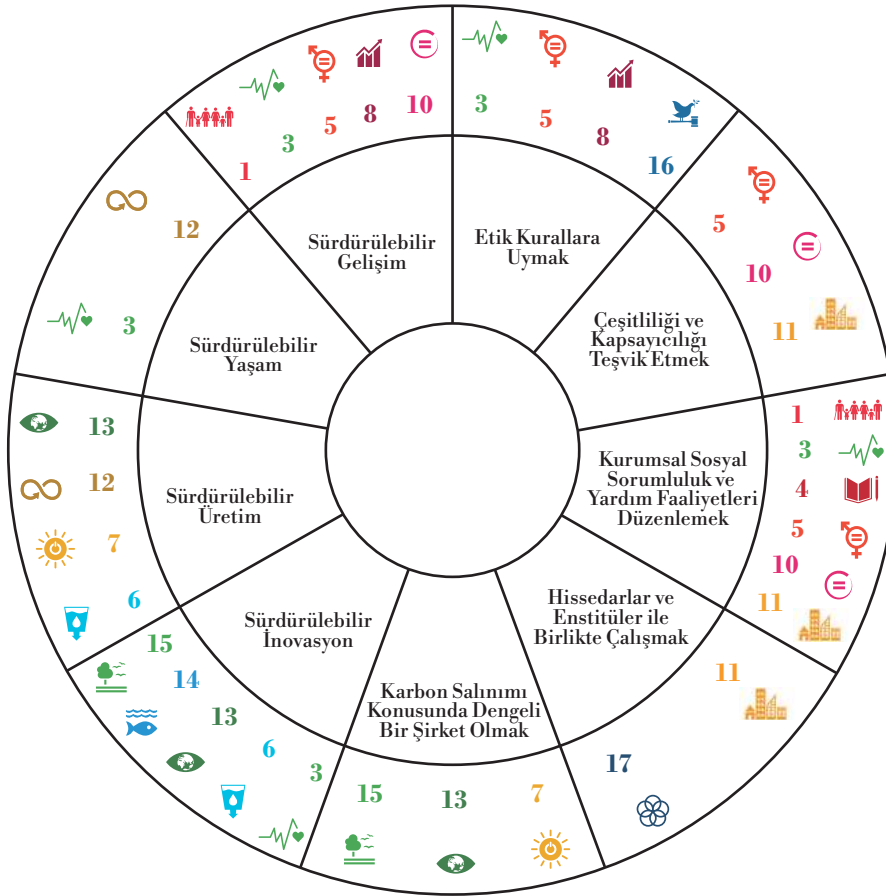 3
5
8
16
Etik Kurallara
Uymak
5
10
11
Çeşitliliği ve
Kapsayıcılığı
Teşvik Etmek
1
3
4
5
10
11
Kurumsal Sosyal
Sorumluluk ve
Yardım Faaliyetleri
Düzenlemek
11
17
Hissedarlar ve
Enstitüler ile
Birlikte Çalışmak
7
13
15
Karbon Salınımı
Konusunda Dengeli
Bir Şirket Olmak
3
6
13
14
15
Sürdürülebilir
İnovasyon
6
7
12
13
Sürdürülebilir
Üretim
3
12
Sürdürülebilir
Yaşam
1
3
5
8
10
Sürdürülebilir
Gelişim